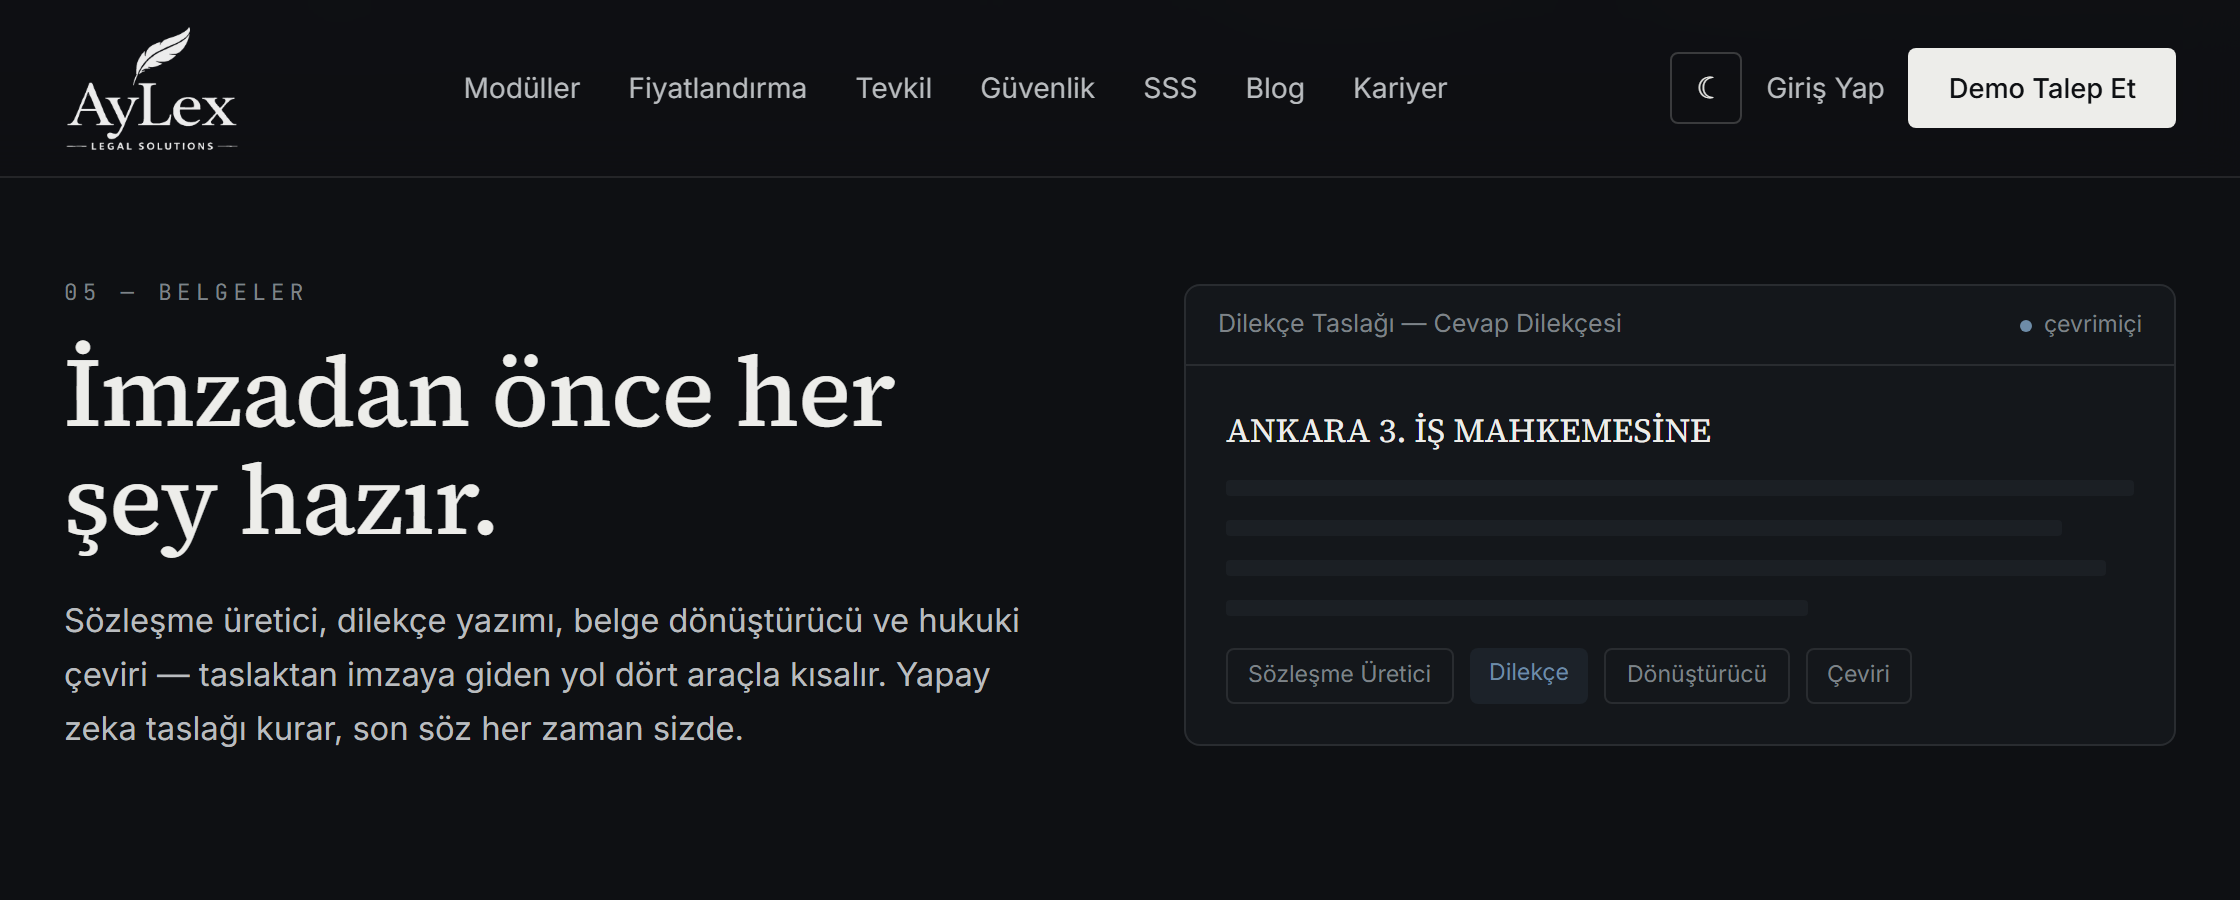 AyLex
LEGAL SOLUTIONS
Modüller Fiyatlandırma Tevkil Güvenlik SSS Blog Kariyer
Giriş Yap
Demo Talep Et
05 — BELGELER
İmzadan önce her
şey hazır.
Sözleşme üretici, dilekçe yazımı, belge dönüştürücü ve hukuki
çeviri — taslaktan imzaya giden yol dört araçla kısalır. Yapay
zeka taslağı kurar, son söz her zaman sizde.
Dilekçe Taslağı — Cevap Dilekçesi
çevrimiçi
ANKARA 3. İŞ MAHKEMESİNE
Sözleşme Üretici Dilekçe Dönüştürücü Çeviri